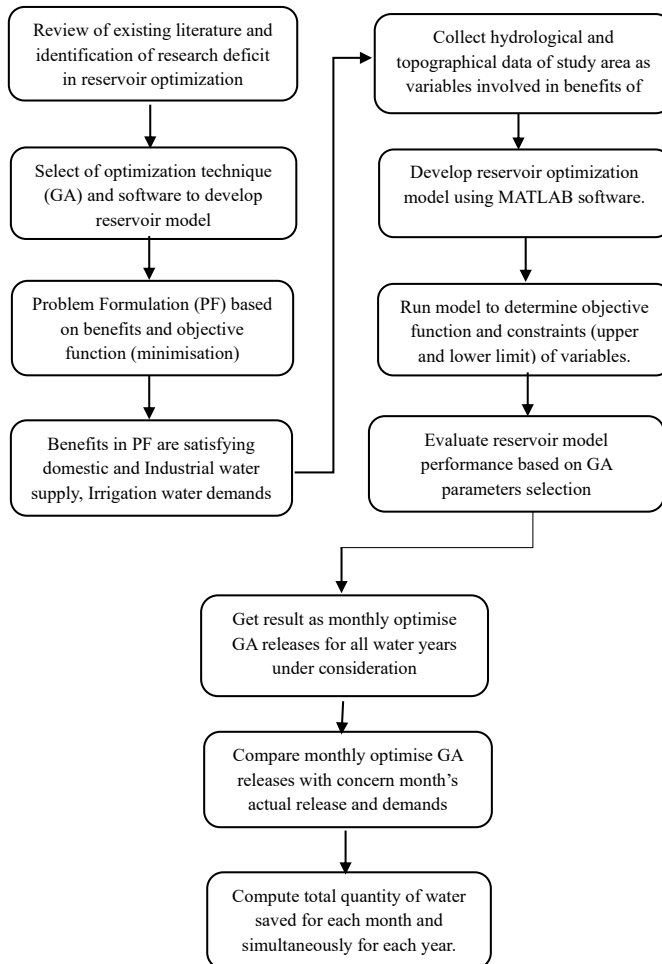 Review of existing literature and
identification of research deficit
in reservoir optimization
Select of optimization technique
(GA) and software to develop
reservoir model
Problem Formulation (PF) based
on benefits and objective
function (minimisation)
Benefits in PF are satisfying
domestic and Industrial water
supply, Irrigation water demands
Collect hydrological and
topographical data of study area as
variables involved in benefits of
Develop reservoir optimization
model using MATLAB software.
Run model to determine objective
function and constraints (upper
and lower limit) of variables.
Evaluate reservoir model
performance based on GA
parameters selection
Get result as monthly optimise
GA releases for all water years
under consideration
Compare monthly optimise GA
releases with concern month’s
actual release and demands
Compute total quantity of water
saved for each month and
simultaneously for each year.